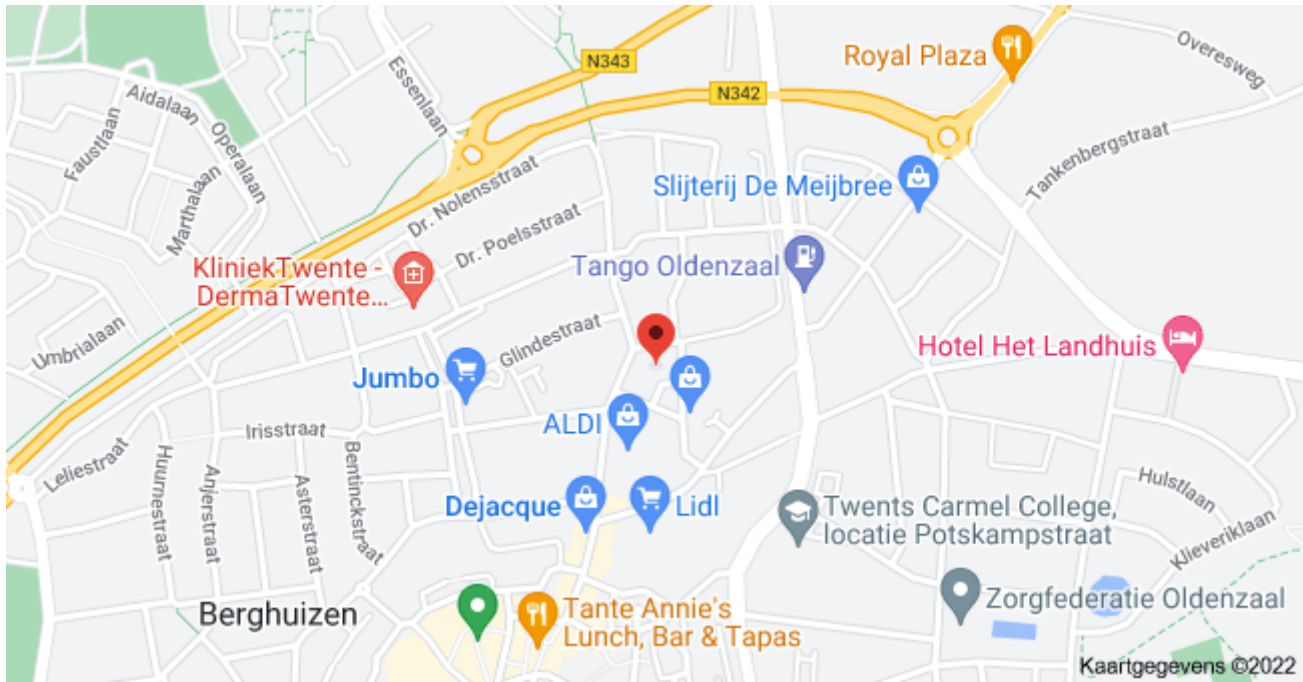 Royal Plaza
Overesweg
N343
N342
Essenlaan
Aidalaan
Faustlaan
Operalaan
Marthalaan
Tankenbergstraat
Dr. Nolensstraat
Slijterij De Meijbree
Dr. Poelsstraat
KliniekTwente -
DermaTwente...
Tango Oldenzaal
Umbrialaan
Glindestraat
Hotel Het Landhuis
Jumbo
ALDI
Irisstraat
Leliestraat
Huurnestraat
Anjerstraat
Asterstraat
Bentinckstraat
Dejacque
Lidl
Twents Carmel College,
locatie Potskampstraat
Hulstlaan
Klieveriklaan
Berghuizen
Tante Annie's
Lunch, Bar & Tapas
Zorgfederatie Oldenzaal
Kaartgegevens ©2022